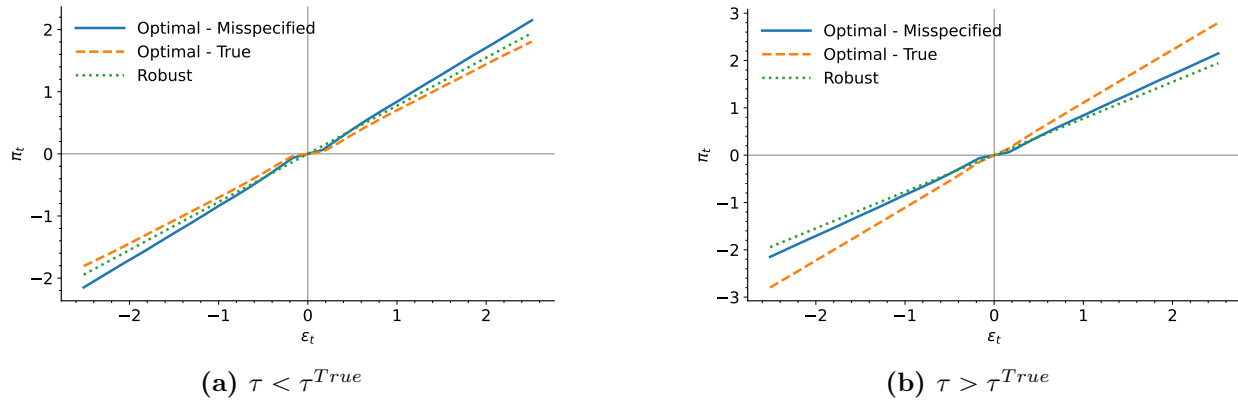 Optimal - Misspecified
Optimal - True
Robust
2
1
0
−1
−2
π_t
−2
−1
0
1
2
ε_t
(a) τ < τ^{True}
Optimal - Misspecified
Optimal - True
Robust
3
2
1
0
−1
−2
−3
π_t
−2
−1
0
1
2
ε_t
(b) τ > τ^{True}